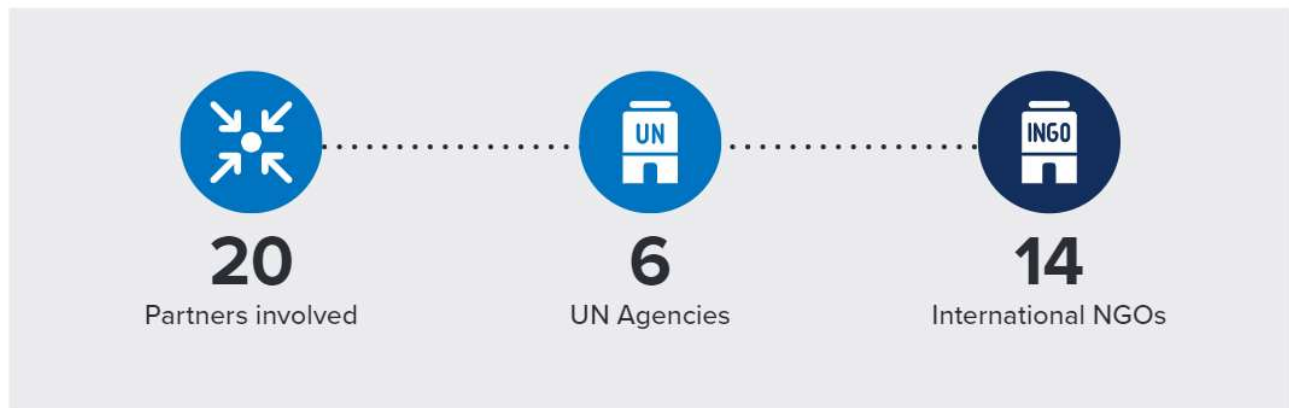 UN
INGO
20
6
14
Partners involved
UN Agencies
International NGOs